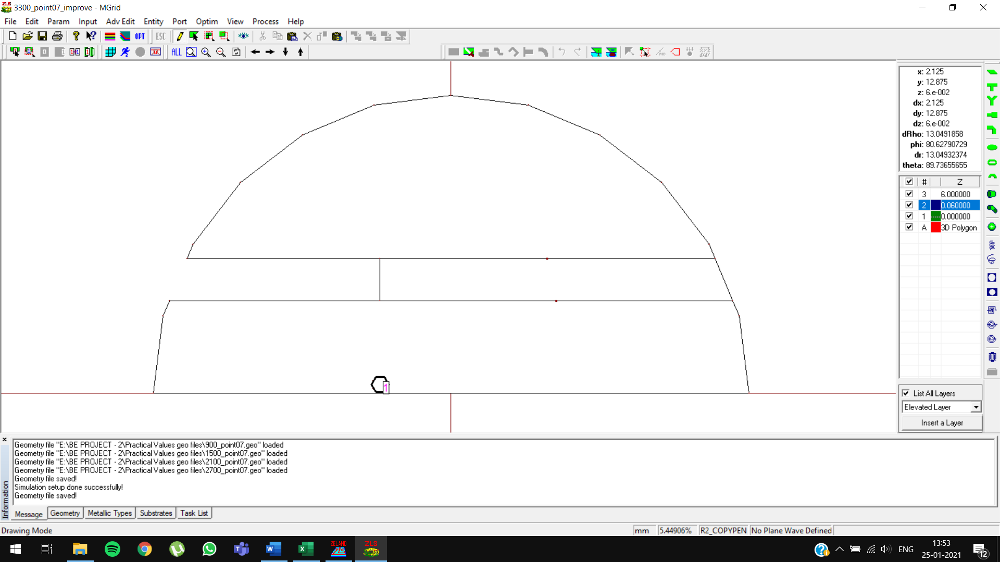 3300_point07_improve - MGrid
File Edit Param Input Adv Edit Entity Port Optim View Process Help
OPT ESC
ALL
x: 2.125
y: 12.875
z: 6.e-002
dx: 2.125
dy: 12.875
dz: 6.e-002
dRho: 13.0491858
phi: 80.62790729
dr: 13.04932374
theta: 89.73655655
# Z
3 6.000000
2 0.060000
1 0.000000
A 3D Polygon
1
List All Layers
Elevated Layer
Insert a Layer
Information
Geometry file "E:\BE PROJECT - 2\Practical Values geo files\900_point07.geo" loaded
Geometry file "E:\BE PROJECT - 2\Practical Values geo files\1500_point07.geo" loaded
Geometry file "E:\BE PROJECT - 2\Practical Values geo files\2100_point07.geo" loaded
Geometry file "E:\BE PROJECT - 2\Practical Values geo files\2700_point07.geo" loaded
Geometry file saved!
Simulation setup done successfully!
Geometry file saved!
Message Geometry Metallic Types Substrates Task List
Drawing Mode mm 5.44906% R2_COPYPEN No Plane Wave Defined
ZELAND ZLS
ENG 13:53
25-01-2021 12